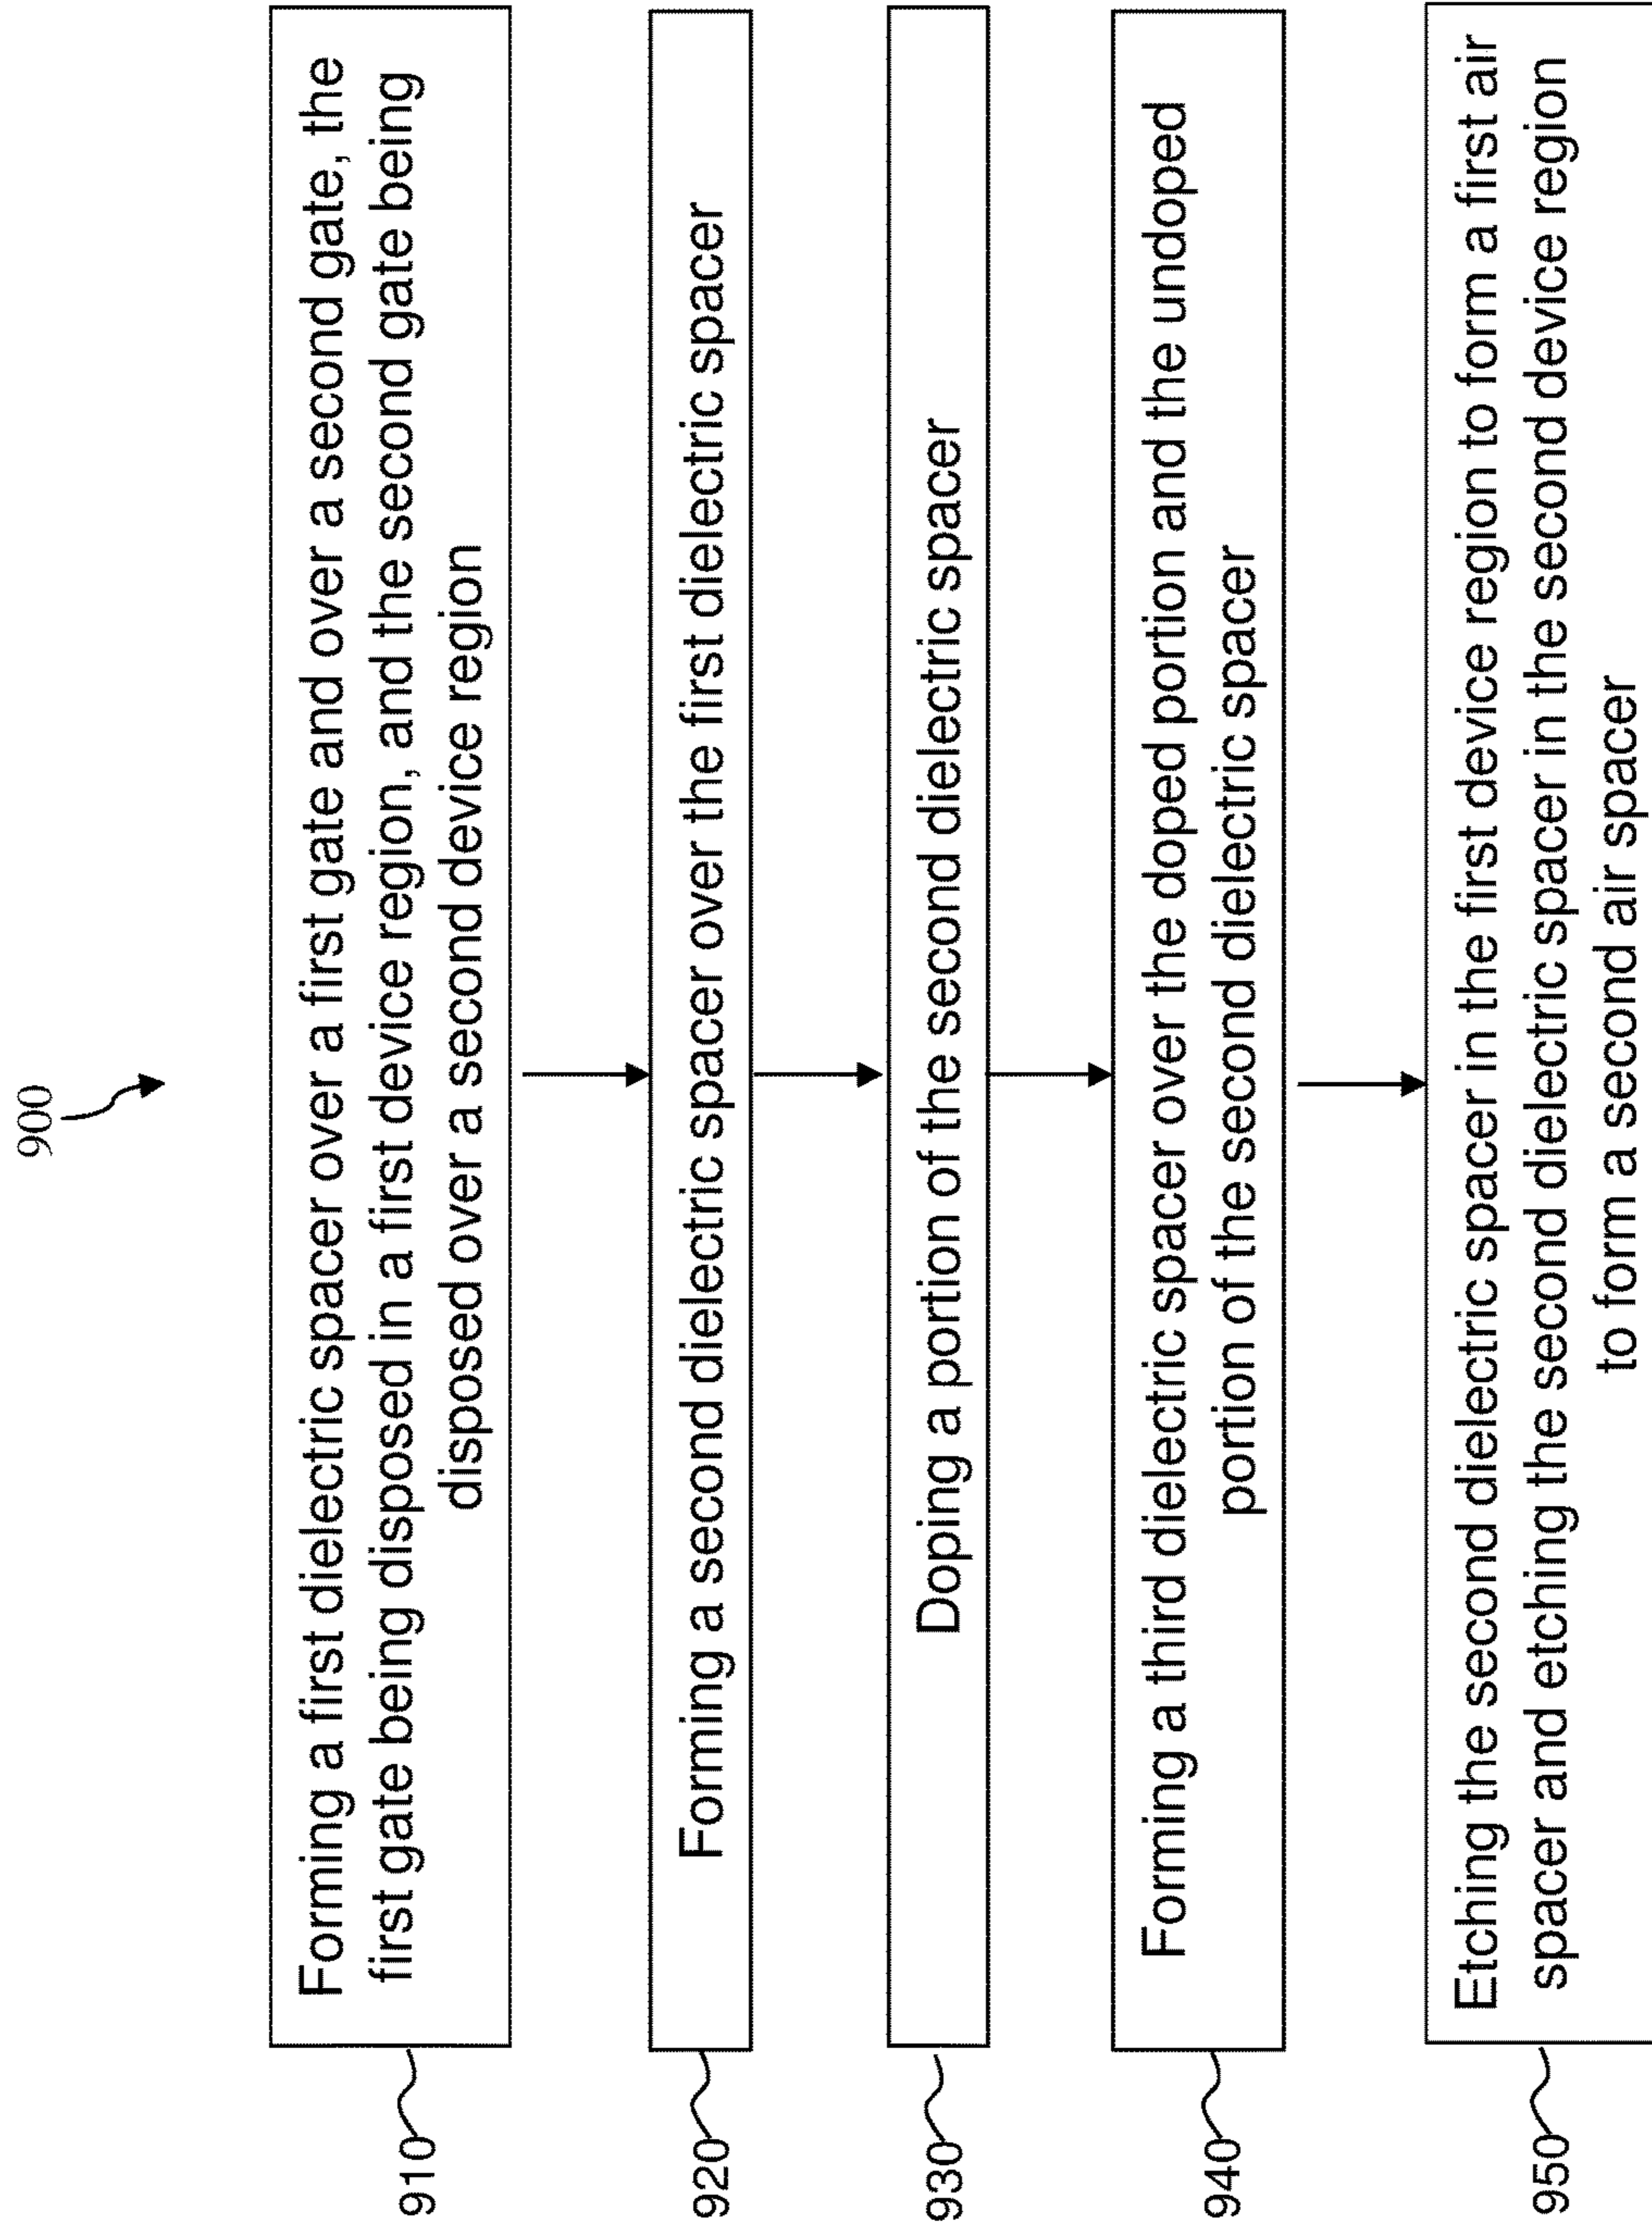 900
910
Forming a first dielectric spacer over a first gate and over a second gate, the
first gate being disposed in a first device region, and the second gate being
disposed over a second device region
920
Forming a second dielectric spacer over the first dielectric spacer
930
Doping a portion of the second dielectric spacer
940
Forming a third dielectric spacer over the doped portion and the undoped
portion of the second dielectric spacer
950
Etching the second dielectric spacer in the first device region to form a first air
spacer and etching the second dielectric spacer in the second device region
to form a second air spacer